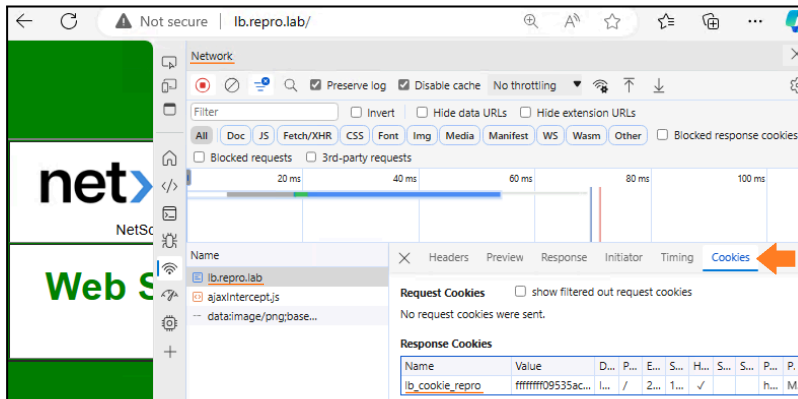 Not secure lb.repro.lab/
Network
Preserve log Disable cache No throttling
Filter Invert Hide data URLs Hide extension URLs
All Doc JS Fetch/XHR CSS Font Img Media Manifest WS Wasm Other Blocked response cookies
Blocked requests 3rd-party requests
20 ms 40 ms 60 ms 80 ms 100 ms
net
NetSc
Web S
Name
lb.repro.lab
ajaxIntercept.js
data:image/png;base...
Headers Preview Response Initiator Timing Cookies
Request Cookies show filtered out request cookies
No request cookies were sent.
Response Cookies
Name Value D... P... E... S... H... S... S... P... P.
lb_cookie_repro ffffffff09535ac... l... / 2... 1... ✓ h... M